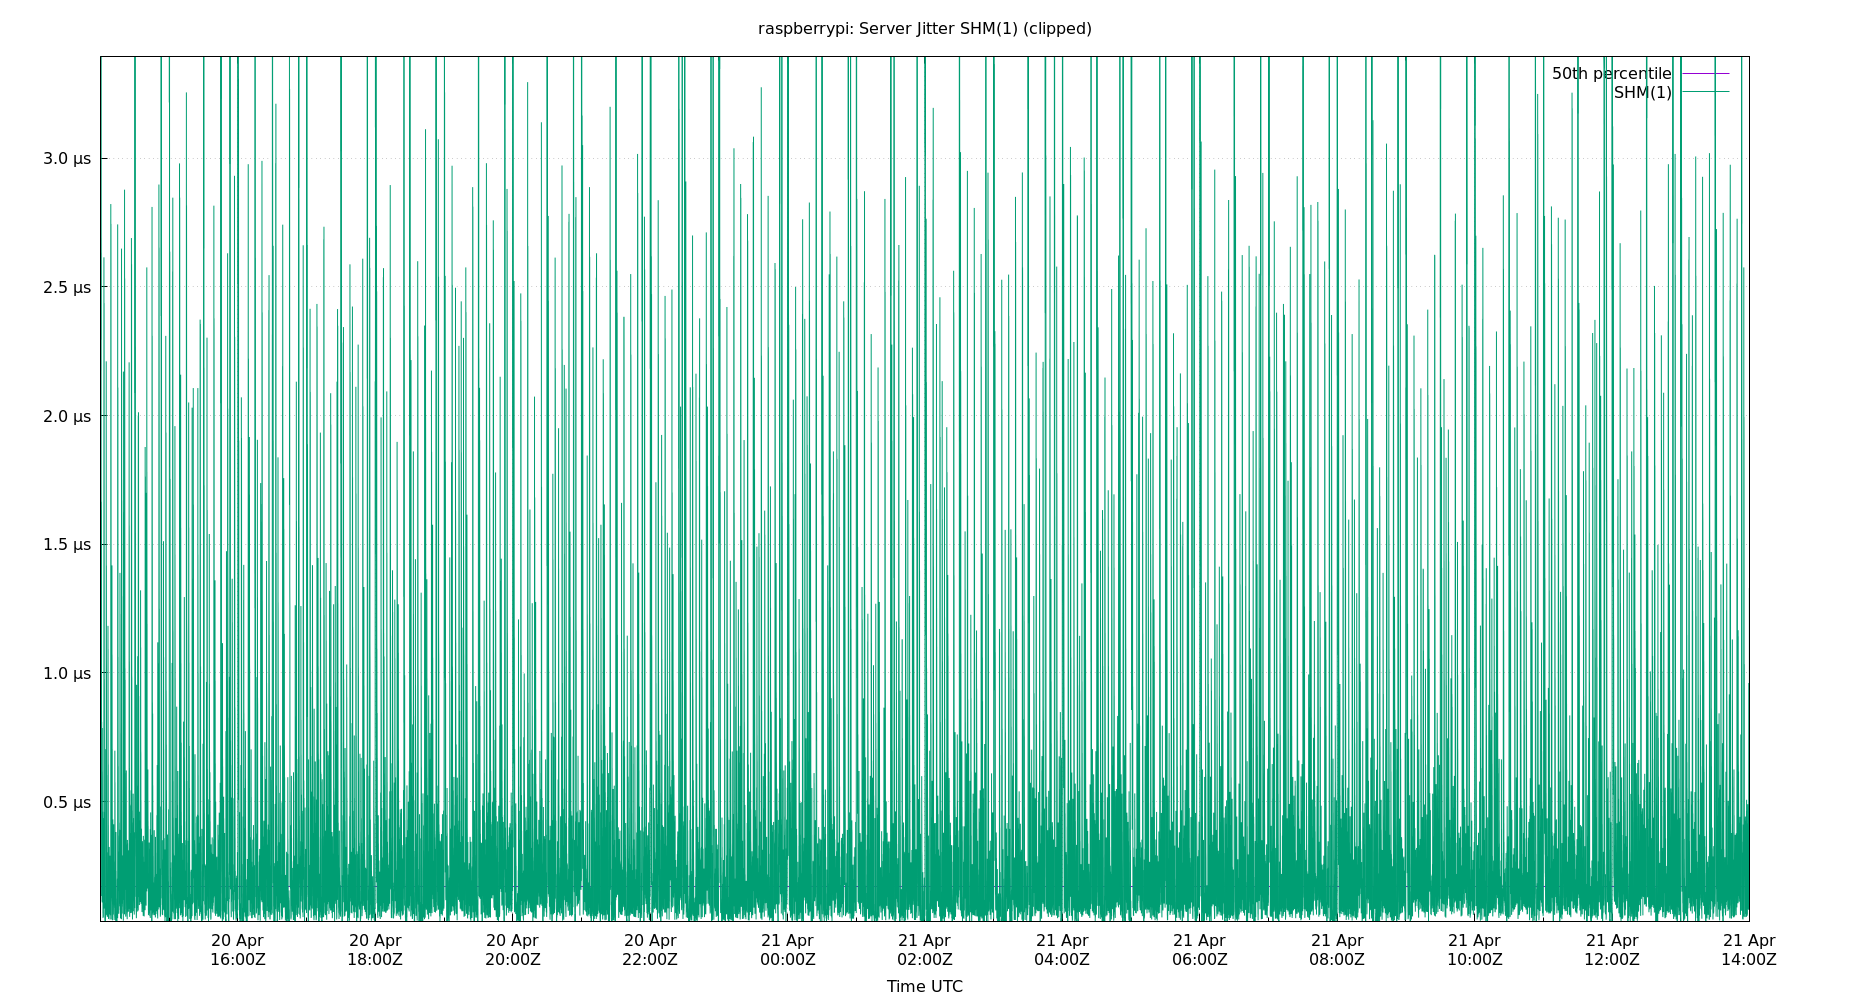 raspberrypi: Server Jitter SHM(1) (clipped)
50th percentile
SHM(1)
3.0 µs
2.5 µs
2.0 µs
1.5 µs
1.0 µs
0.5 µs
20 Apr 20 Apr 20 Apr 20 Apr 21 Apr 21 Apr 21 Apr 21 Apr 21 Apr 21 Apr 21 Apr 21 Apr
16:00Z 18:00Z 20:00Z 22:00Z 00:00Z 02:00Z 04:00Z 06:00Z 08:00Z 10:00Z 12:00Z 14:00Z
Time UTC